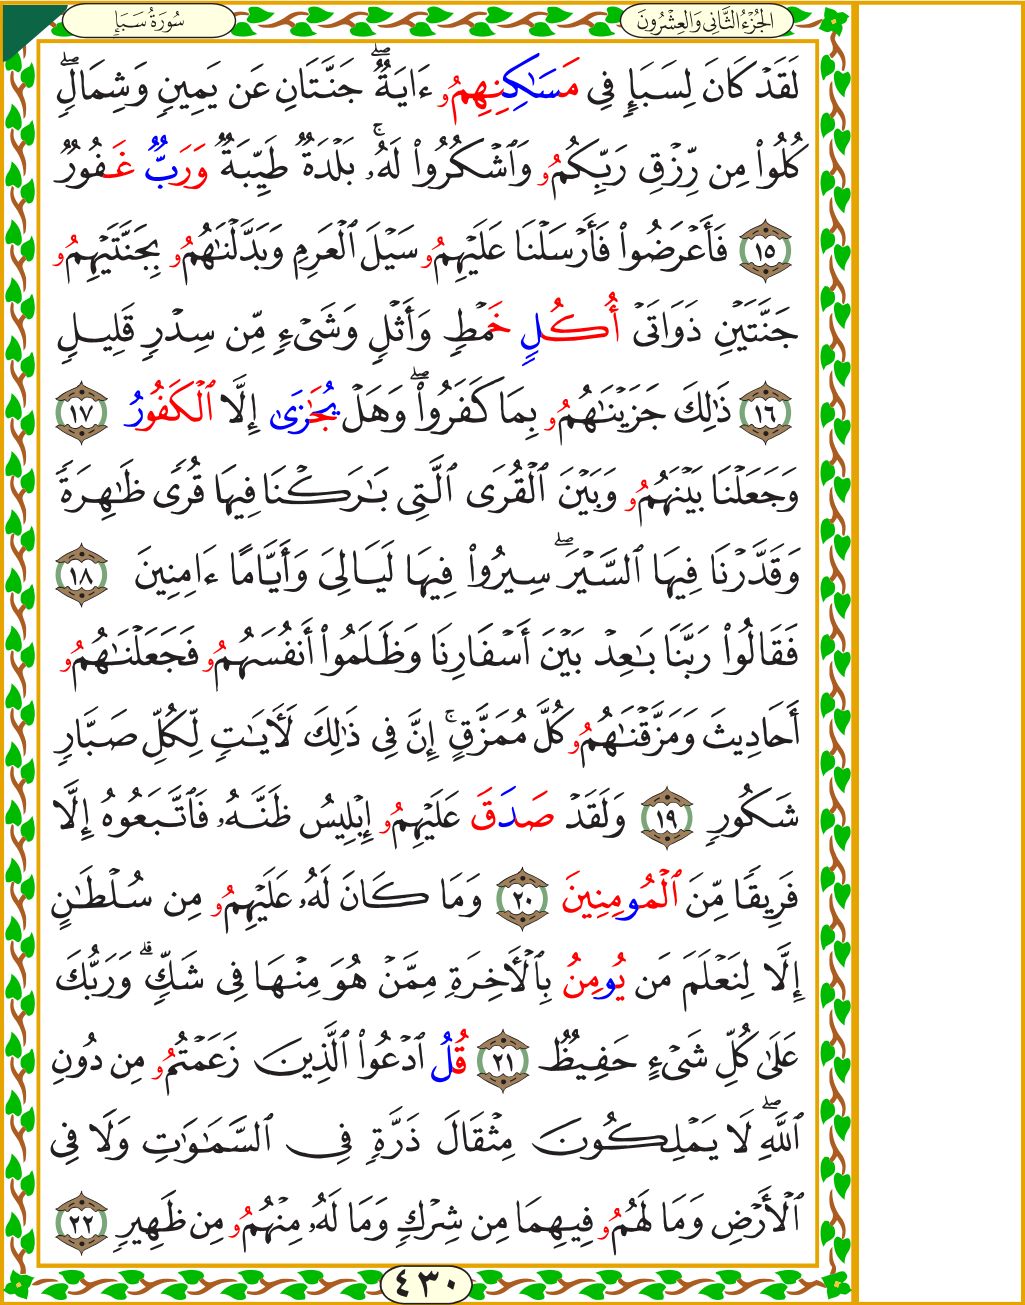 الجُزْءُ الثَّانِي وَالعِشْرُونَ
سُورَةُ سَبَإٍ
لَقَدْ كَانَ لِسَبَإٍ فِى مَسَٰكِنِهِمُۥ ءَايَةٌۖ جَنَّتَانِ عَن يَمِينٍ وَشِمَالٍۖ
كُلُوا۟ مِن رِّزْقِ رَبِّكُمُۥ وَٱشْكُرُوا۟ لَهُۥۚ بَلْدَةٌ طَيِّبَةٌ وَرَبٌّ غَفُورٌ
١٥ فَأَعْرَضُوا۟ فَأَرْسَلْنَا عَلَيْهِمُۥ سَيْلَ ٱلْعَرِمِ وَبَدَّلْنَٰهُمُۥ بِجَنَّتَيْهِمُۥ
جَنَّتَيْنِ ذَوَاتَىْ أُكُلٍ خَمْطٍ وَأَثْلٍ وَشَىْءٍ مِّن سِدْرٍ قَلِيلٍ
١٦ ذَٰلِكَ جَزَيْنَٰهُمُۥ بِمَا كَفَرُوا۟ۖ وَهَلْ يُجَٰزَىٰ إِلَّا ٱلْكَفُورُ ١٧
وَجَعَلْنَا بَيْنَهُمُۥ وَبَيْنَ ٱلْقُرَى ٱلَّتِى بَٰرَكْنَا فِيهَا قُرًى ظَٰهِرَةً
وَقَدَّرْنَا فِيهَا ٱلسَّيْرَۖ سِيرُوا۟ فِيهَا لَيَالِىَ وَأَيَّامًا ءَامِنِينَ ١٨
فَقَالُوا۟ رَبَّنَا بَٰعِدْ بَيْنَ أَسْفَارِنَا وَظَلَمُوٓا۟ أَنفُسَهُمُۥ فَجَعَلْنَٰهُمُۥ
أَحَادِيثَ وَمَزَّقْنَٰهُمُۥ كُلَّ مُمَزَّقٍۚ إِنَّ فِى ذَٰلِكَ لَأٓيَٰتٍ لِّكُلِّ صَبَّارٍ
شَكُورٍ ١٩ وَلَقَدْ صَدَقَ عَلَيْهِمُۥ إِبْلِيسُ ظَنَّهُۥ فَٱتَّبَعُوهُ إِلَّا
فَرِيقًا مِّنَ ٱلْمُومِنِينَ ٢٠ وَمَا كَانَ لَهُۥ عَلَيْهِمُۥ مِن سُلْطَٰنٍ
إِلَّا لِنَعْلَمَ مَن يُومِنُ بِٱلْأٓخِرَةِ مِمَّنْ هُوَ مِنْهَا فِى شَكٍّۗ وَرَبُّكَ
عَلَىٰ كُلِّ شَىْءٍ حَفِيظٌ ٢١ قُلُ ٱدْعُوا۟ ٱلَّذِينَ زَعَمْتُمُۥ مِن دُونِ
ٱللَّهِۖ لَا يَمْلِكُونَ مِثْقَالَ ذَرَّةٍ فِى ٱلسَّمَٰوَٰتِ وَلَا فِى
ٱلْأَرْضِ وَمَا لَهُمُۥ فِيهِمَا مِن شِرْكٍ وَمَا لَهُۥ مِنْهُمُۥ مِن ظَهِيرٍ ٢٢
٤٣٠